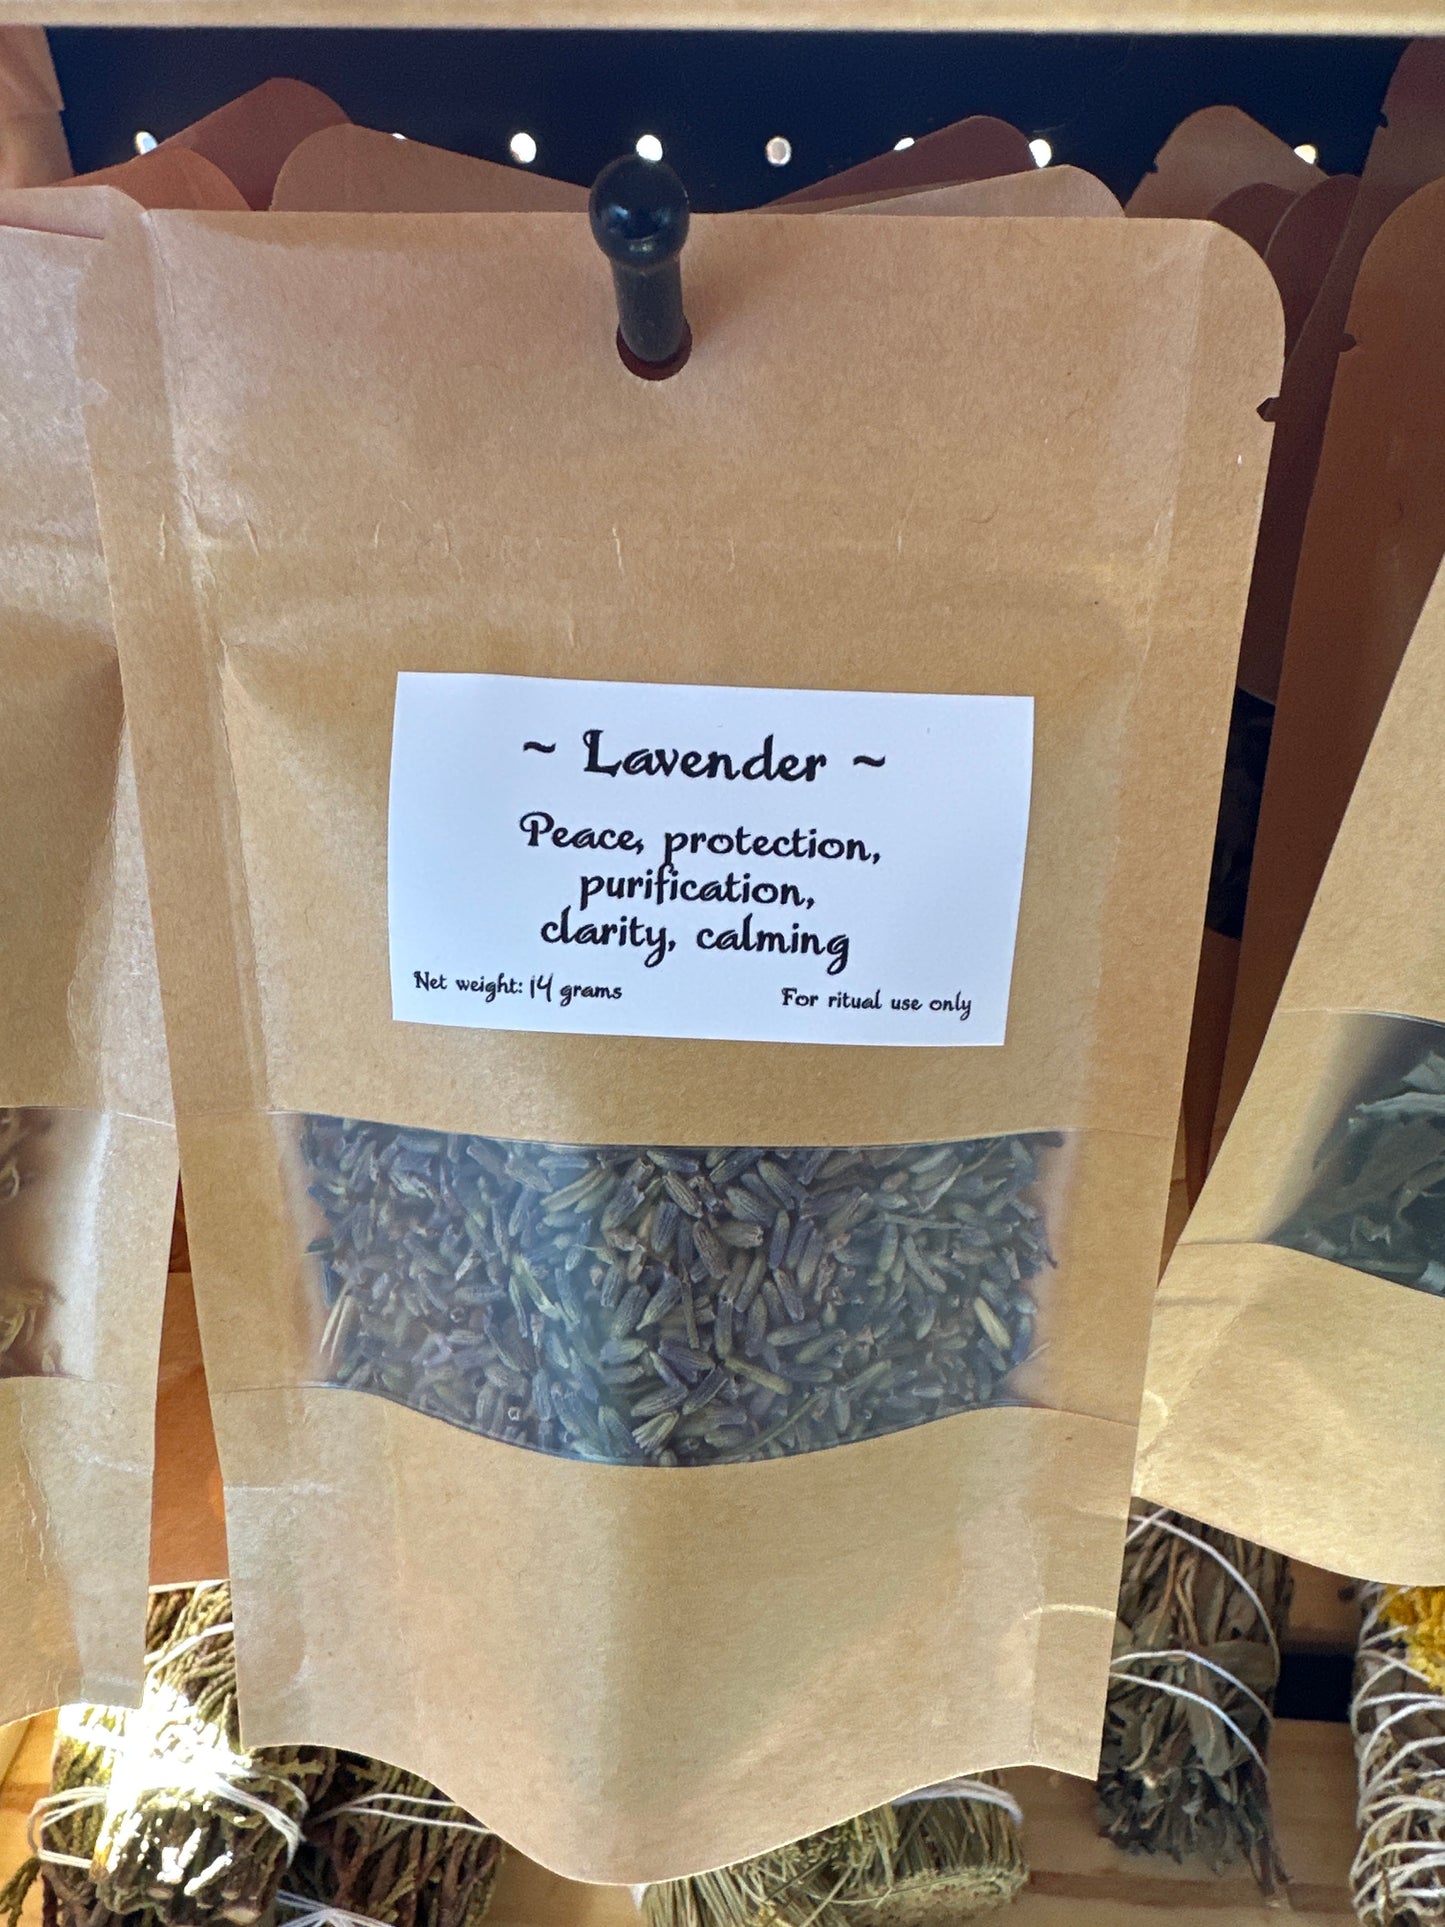 ~ Lavender ~
Peace, protection,
purification,
clarity, calming
Net weight: 14 grams
For ritual use only